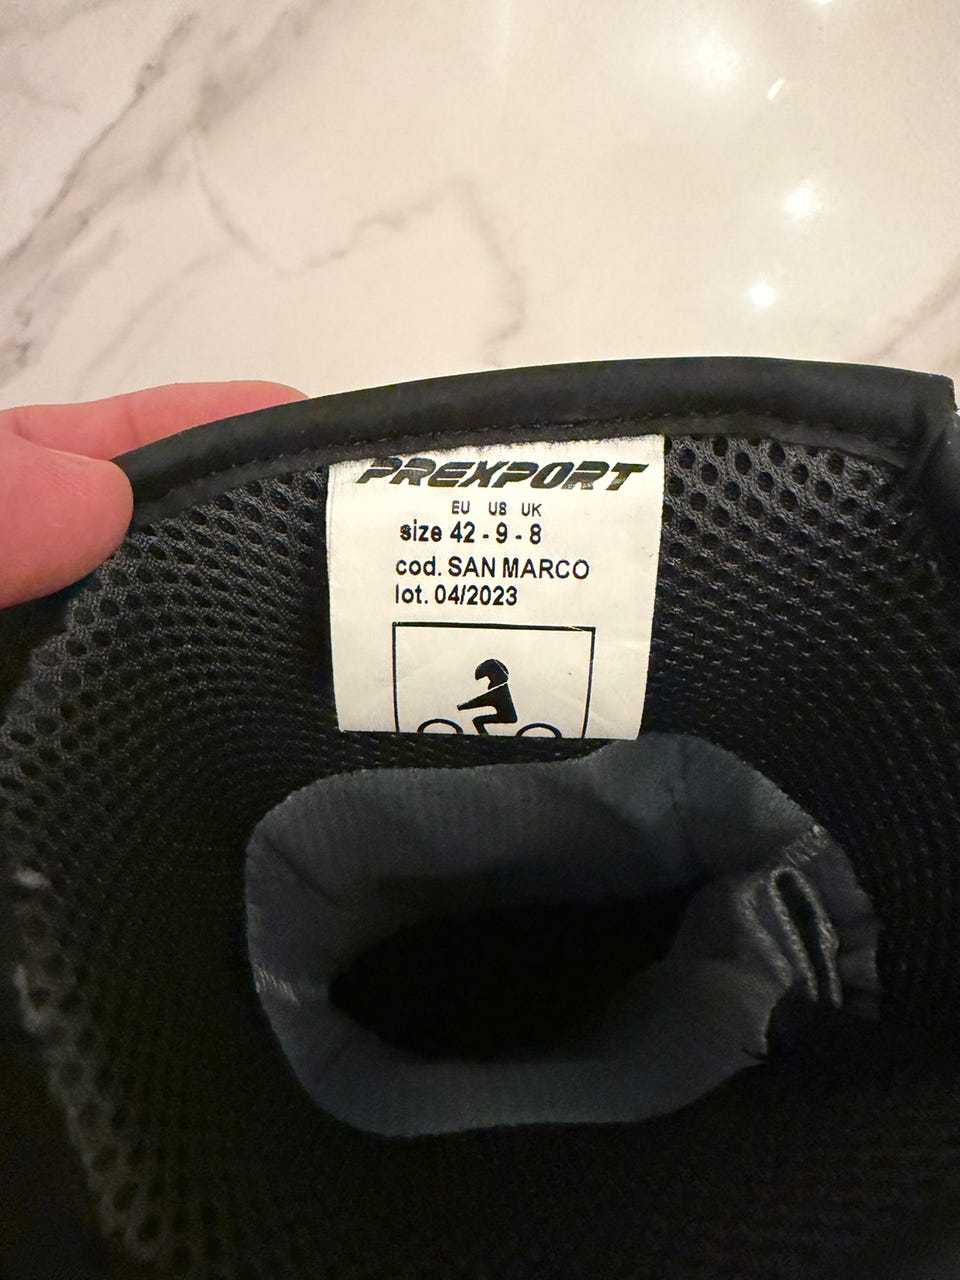 PREXPORT
EU US UK
size 42 - 9 - 8
cod. SAN MARCO
lot. 04/2023